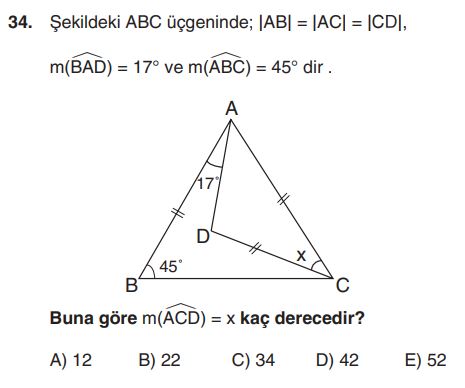 34. Şekildeki ABC üçgeninde; |AB| = |AC| = |CD|,
m(BAD) = 17° ve m(ABC) = 45° dir .
A
17°
D
x
45°
B
C
Buna göre m(ACD) = x kaç derecedir?
A) 12 B) 22 C) 34 D) 42 E) 52